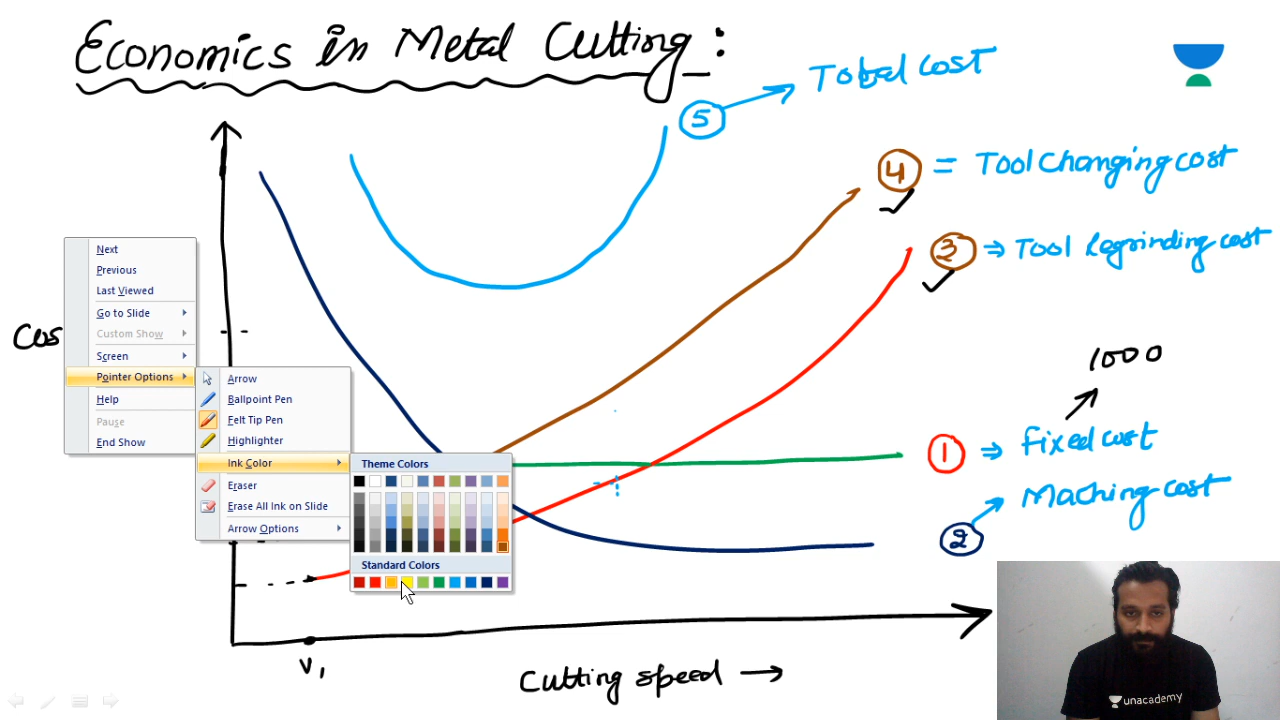 Economics in Metal Cutting :
5 → Total cost
4 = Tool Changing cost
3 ⇒ Tool Regrinding cost
Next
Previous
Last Viewed
Go to Slide
Custom Show
Screen
Pointer Options
Help
Pause
End Show
Cos
Arrow
Ballpoint Pen
Felt Tip Pen
Highlighter
Ink Color
Eraser
Erase All Ink on Slide
Arrow Options
Theme Colors
Standard Colors
1000
1 ⇒ fixed cost
2 → Maching cost
V1
Cutting speed →
unacademy